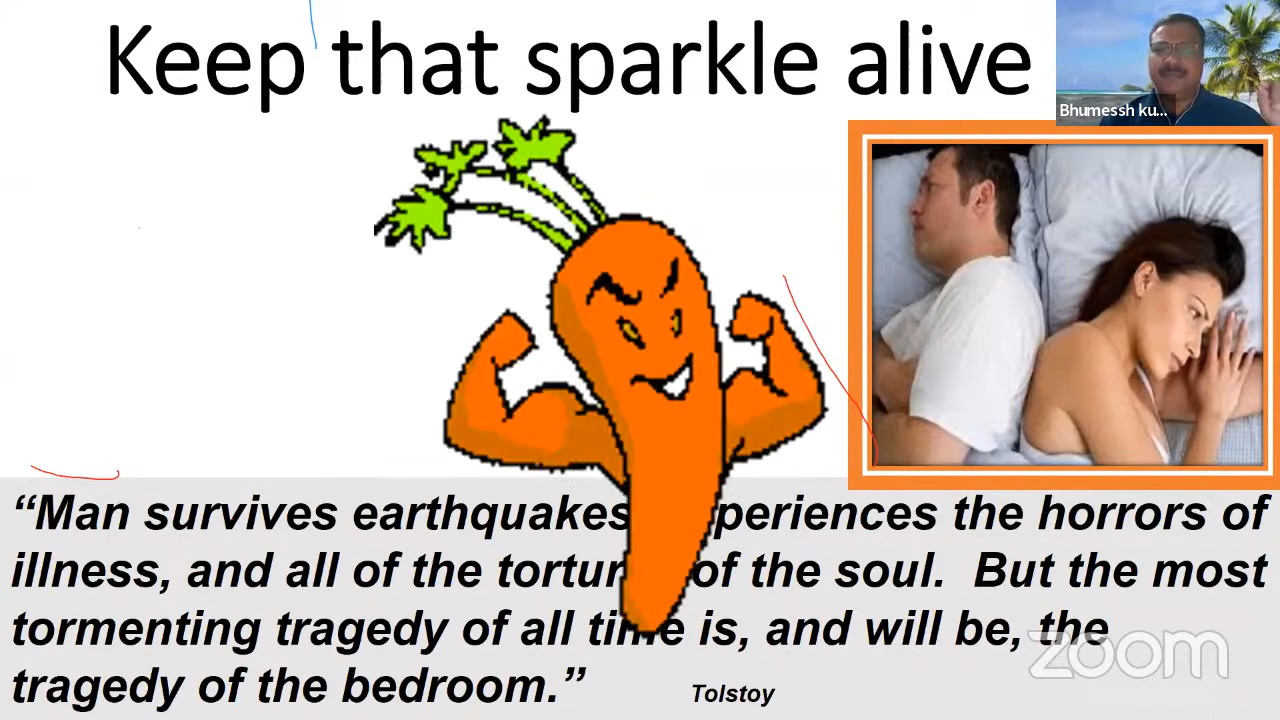 Keep that sparkle alive
Bhumessh ku...
“Man survives earthquakes periences the horrors of
illness, and all of the tortur of the soul. But the most
tormenting tragedy of all time is, and will be, the
tragedy of the bedroom.”
Tolstoy
zoom